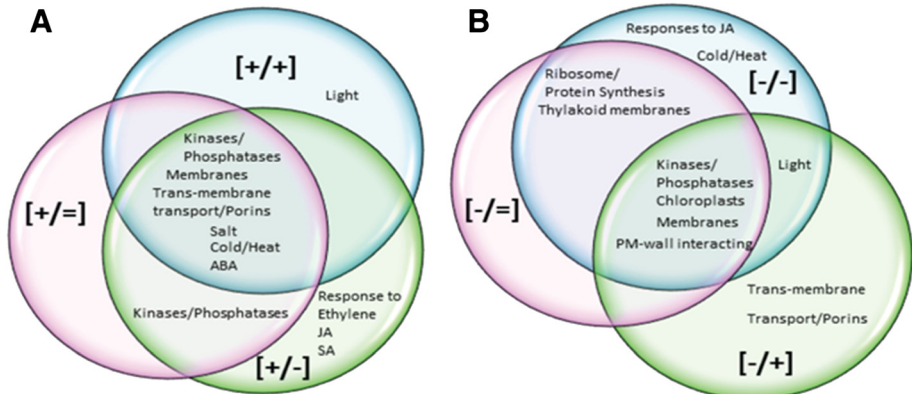 A
[+/+]
Light
Kinases/
Phosphatases
Membranes
Trans-membrane
transport/Porins
Salt
Cold/Heat
ABA
[+/=]
Kinases/Phosphatases
Response to
Ethylene
JA
SA
[+/-]
B
Responses to JA
Cold/Heat
[-/-]
Ribosome/
Protein Synthesis
Thylakoid membranes
Kinases/
Phosphatases
Chloroplasts
Membranes
PM-wall interacting
Light
[-/=]
Trans-membrane
Transport/Porins
[-/+]